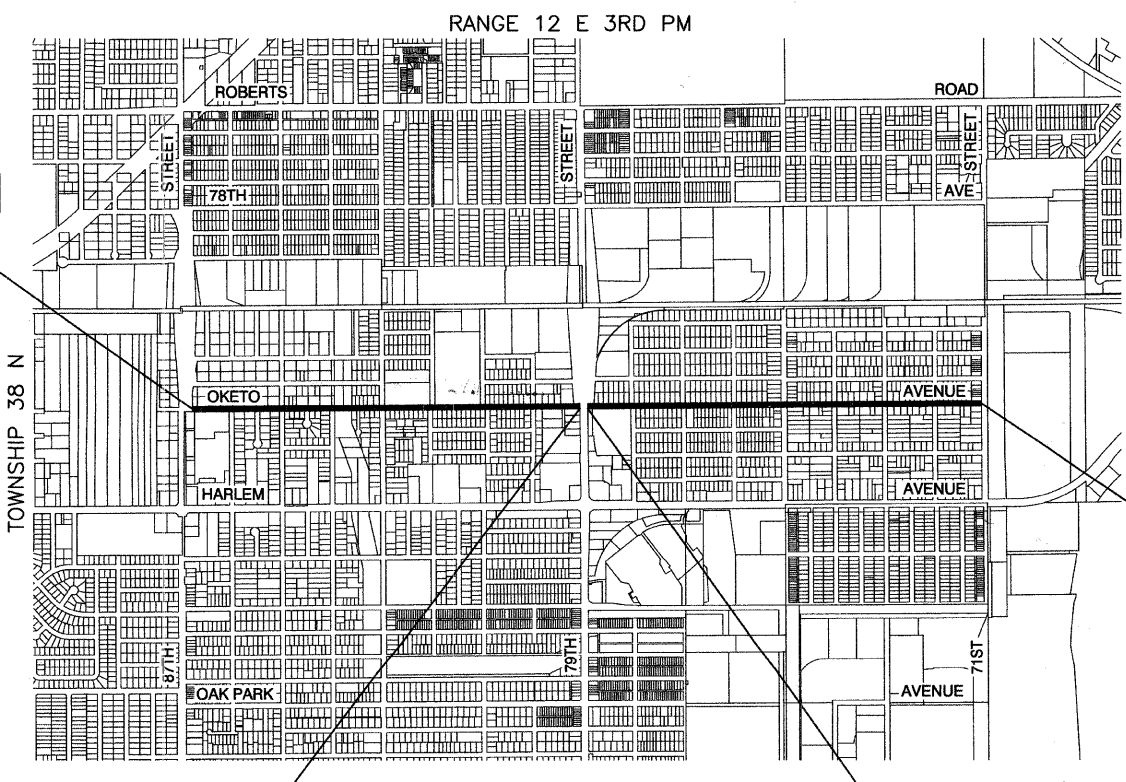 RANGE 12 E 3RD PM
ROBERTS
ROAD
STREET
STREET
STREET
78TH
AVE
TOWNSHIP 38 N
OKETO
AVENUE
HARLEM
AVENUE
87TH
79TH
71ST
OAK PARK
AVENUE